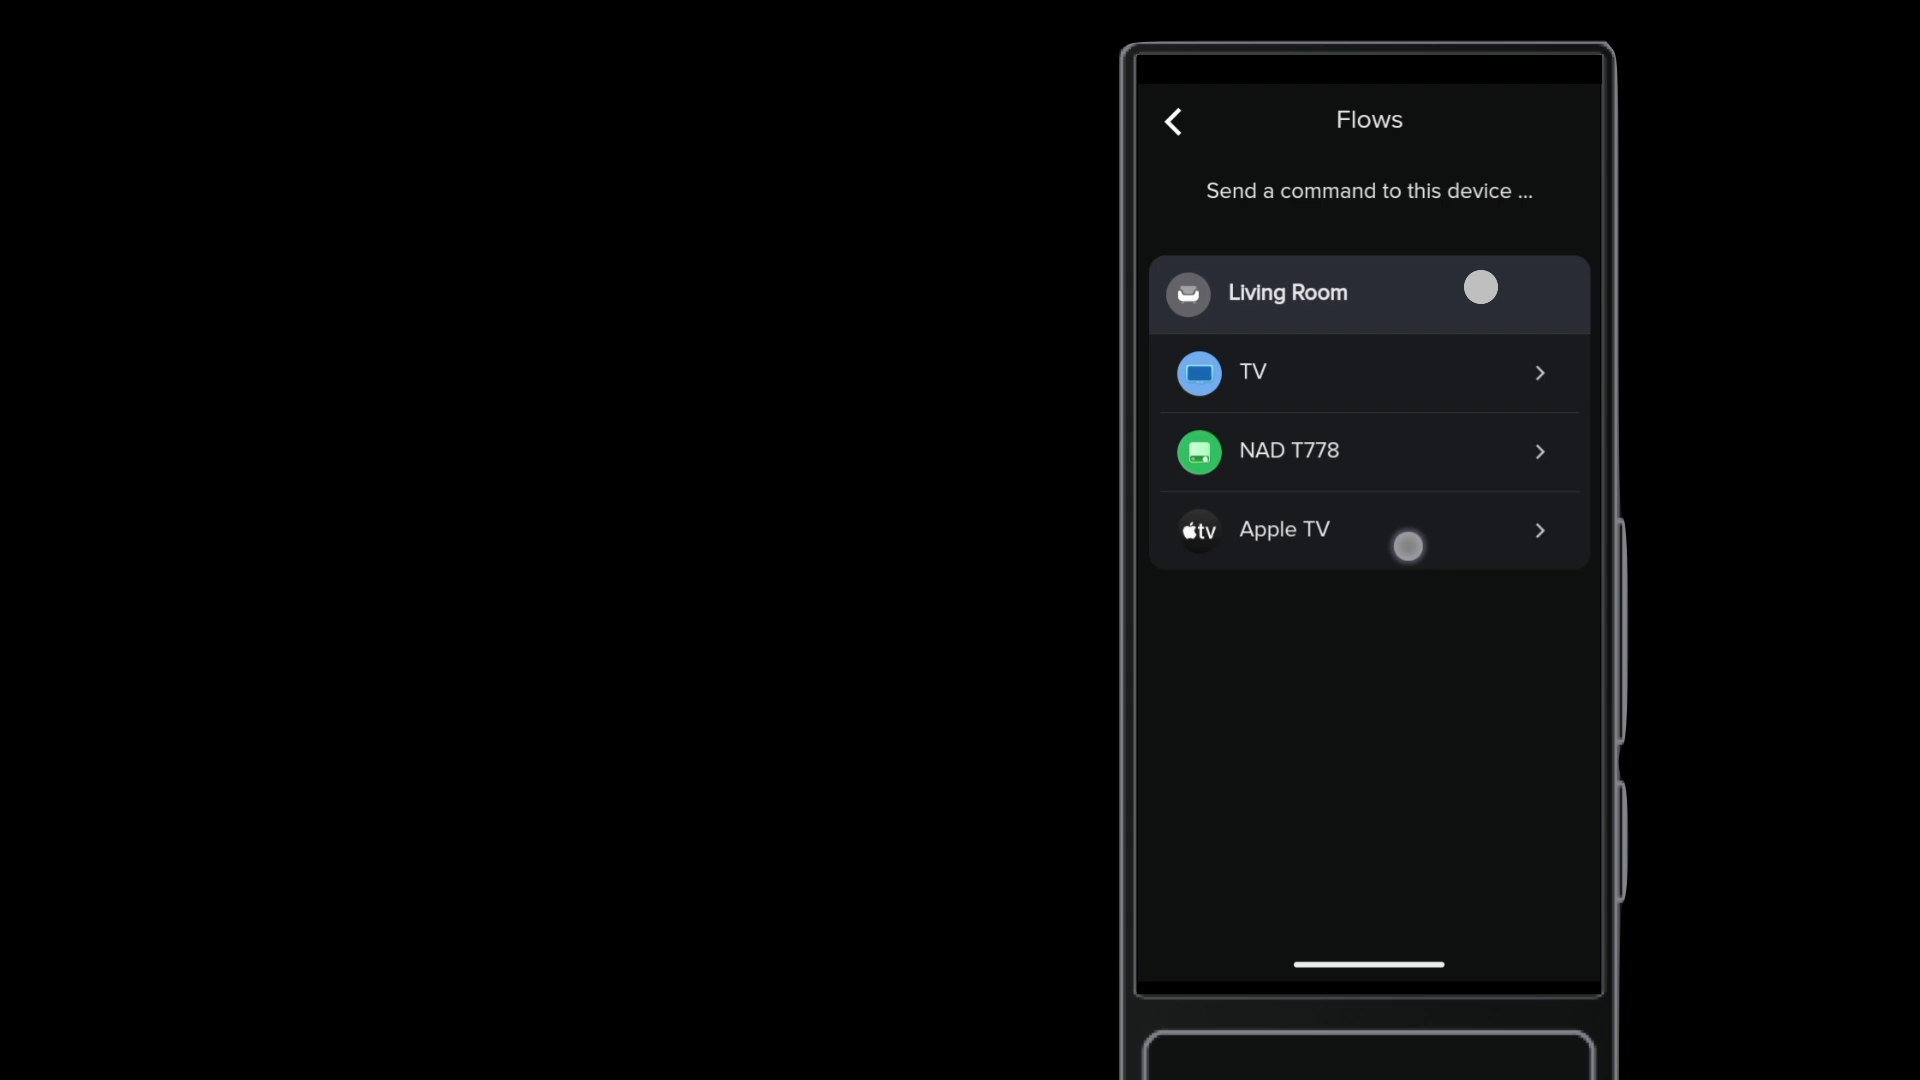 Flows
Send a command to this device ...
Living Room
TV
NAD T778
tv Apple TV